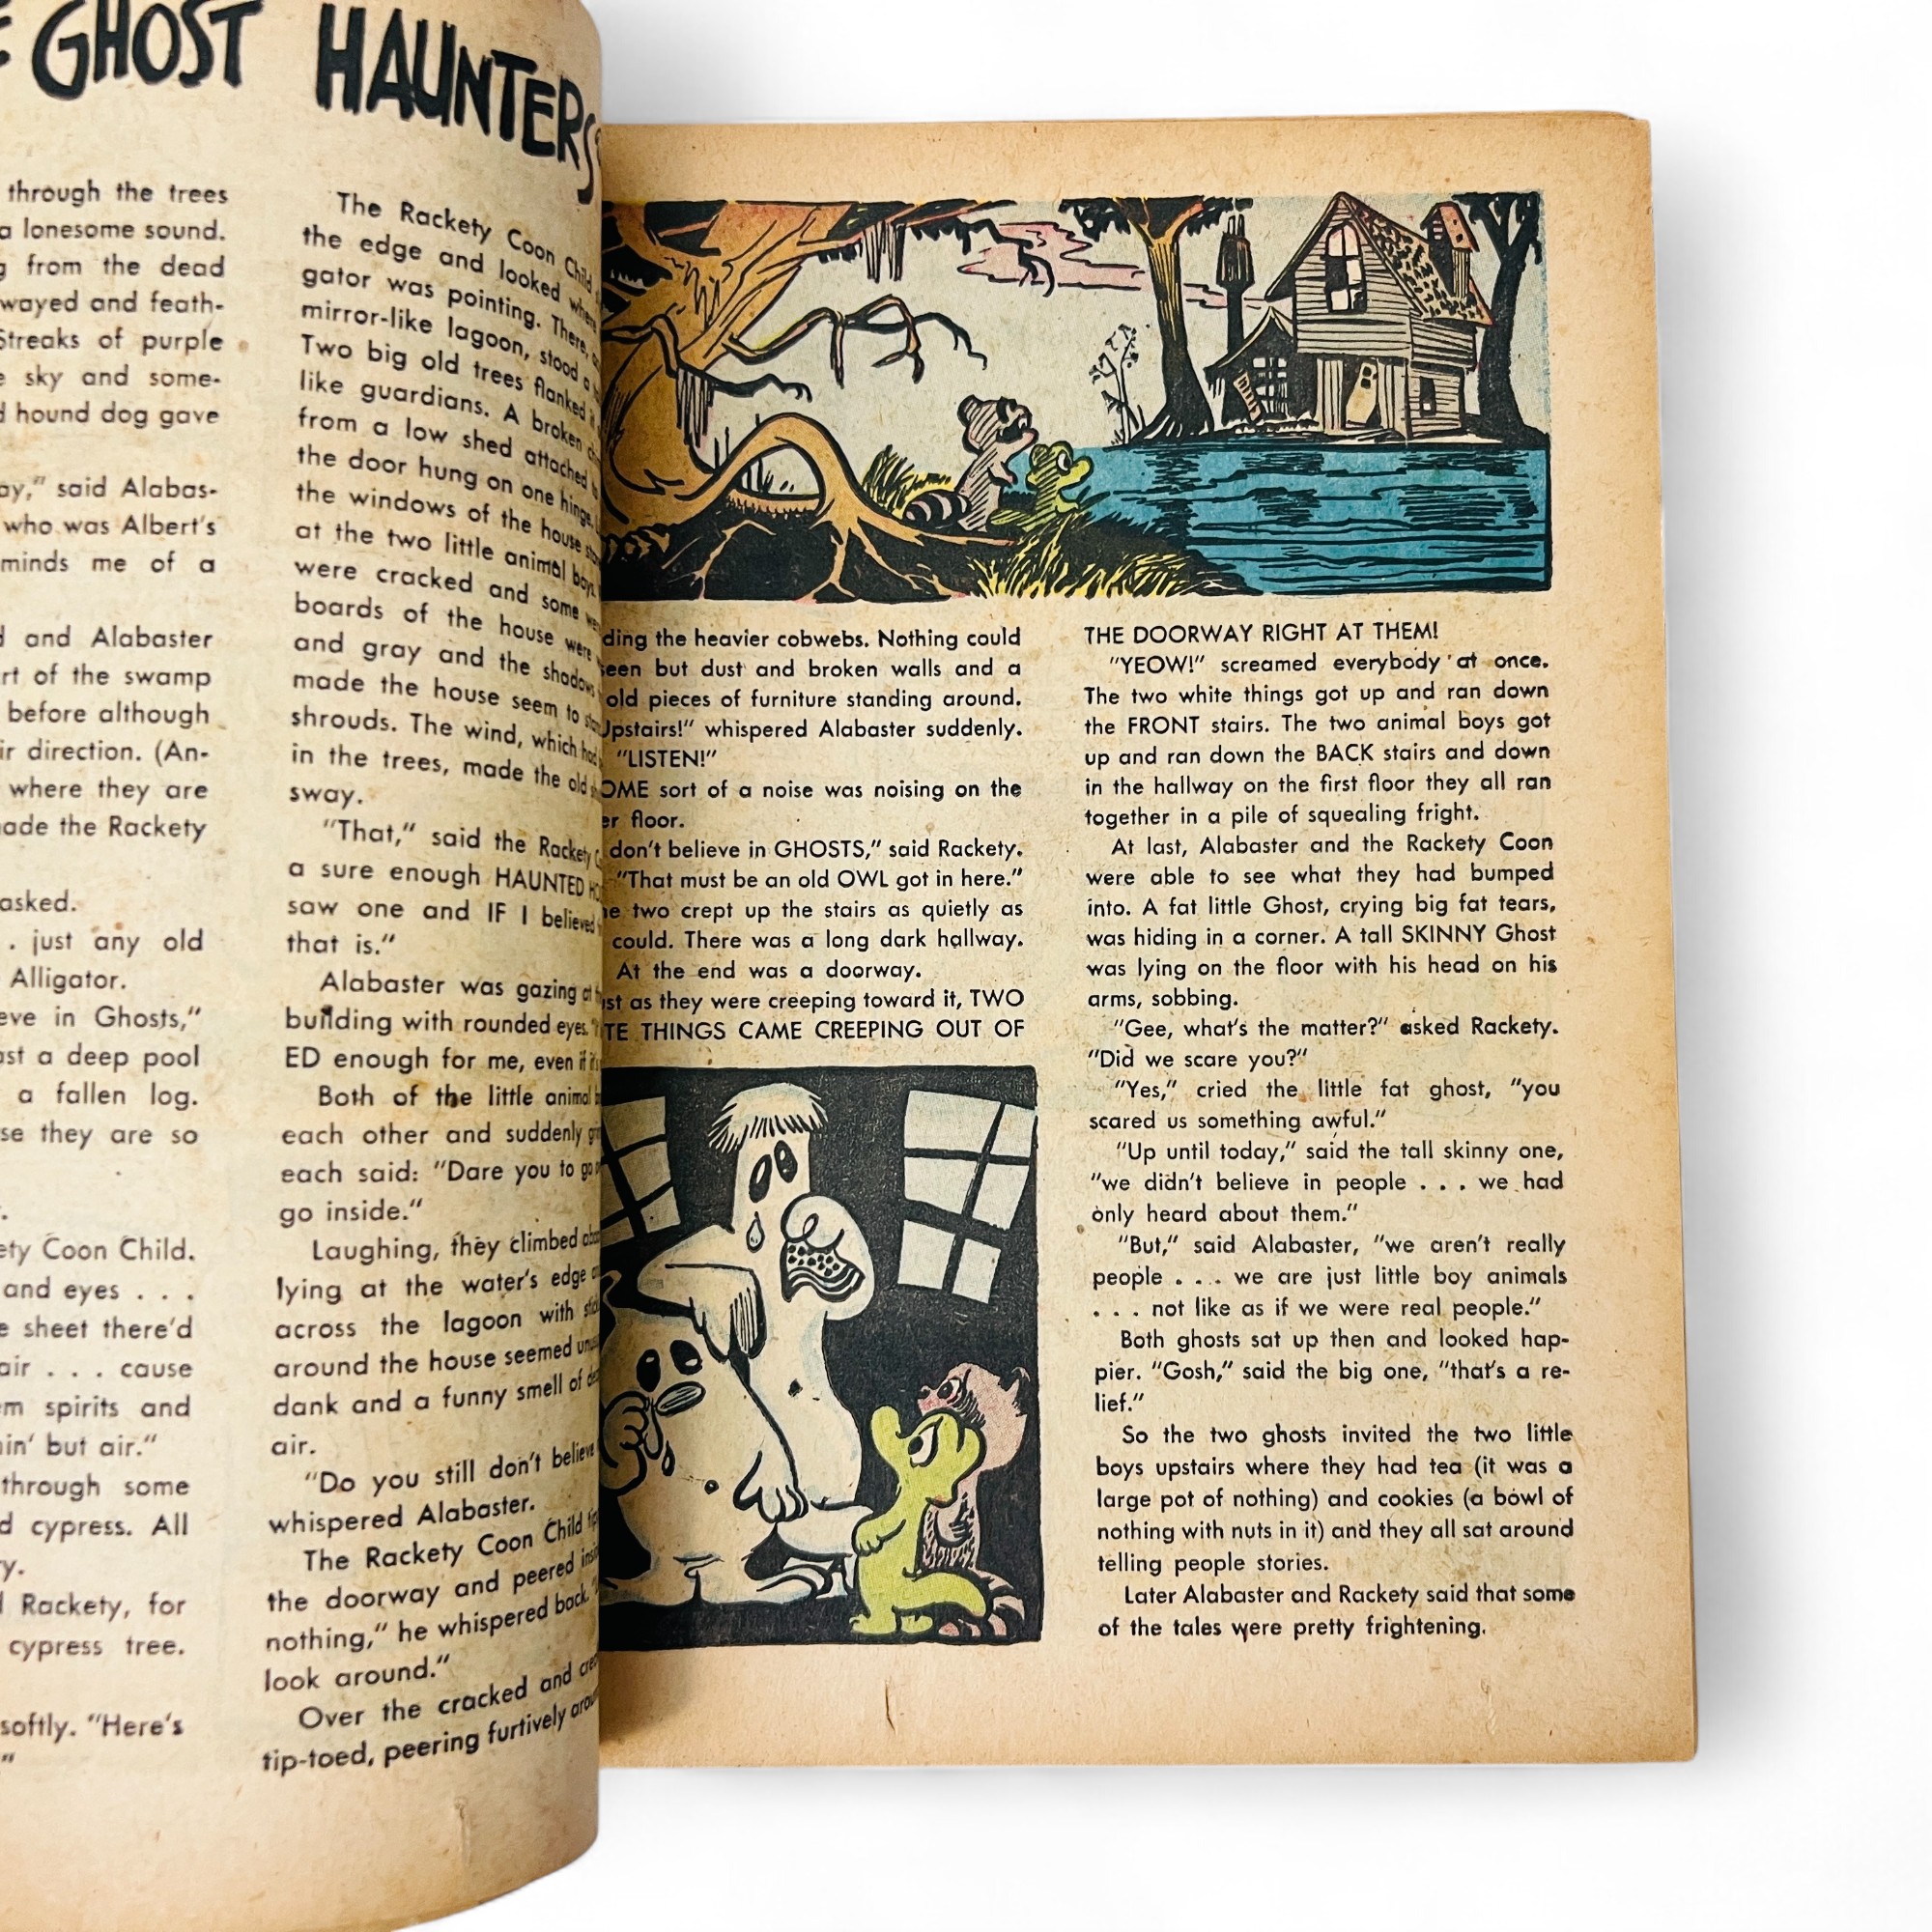 GHOST HAUNTERS
through the trees
a lonesome sound.
from the dead
wayed and feath-
Streaks of purple
sky and some-
hound dog gave
said Alabas-
who was Albert's
minds me of a
and Alabaster
of the swamp
before although
direction. (An-
where they are
made the Rackety
asked.
. just any old
Alligator.
in Ghosts,"
a deep pool
a fallen log.
they are so
Coon Child.
and eyes . . .
sheet there'd
air . . . cause
spirits and
but air."
through some
cypress. All
Rackety, for
cypress tree.
softly. "Here's
"
The Rackety Coon Child
the edge and looked where
gator was pointing. There,
mirror-like lagoon, stood a
Two big old trees flanked it
like guardians. A broken
from a low shed attached
the door hung on one hinge.
the windows of the house
at the two little animal boys.
were cracked and some
boards of the house were
and gray and the shadows
made the house seem to
shrouds. The wind, which had
in the trees, made the old
sway.
"That," said the Rackety
a sure enough HAUNTED
saw one and IF I believed
that is."
Alabaster was gazing at
building with rounded eyes.
ED enough for me, even if
Both of the little animal
each other and suddenly
each said: "Dare you to go
go inside."
Laughing, they climbed
lying at the water's edge
across the lagoon with
around the house seemed
dank and a funny smell of
air.
"Do you still don't believe
whispered Alabaster.
The Rackety Coon Child
the doorway and peered
nothing," he whispered back.
look around."
Over the cracked and
tip-toed, peering furtively
the heavier cobwebs. Nothing could
seen but dust and broken walls and a
old pieces of furniture standing around.
Upstairs!" whispered Alabaster suddenly.
"LISTEN!"
sort of a noise was noising on the
floor.
don't believe in GHOSTS," said Rackety.
"That must be an old OWL got in here."
two crept up the stairs as quietly as
could. There was a long dark hallway.
At the end was a doorway.
as they were creeping toward it, TWO
THINGS CAME CREEPING OUT OF
THE DOORWAY RIGHT AT THEM!
"YEOW!" screamed everybody at once.
The two white things got up and ran down
the FRONT stairs. The two animal boys got
up and ran down the BACK stairs and down
in the hallway on the first floor they all ran
together in a pile of squealing fright.
At last, Alabaster and the Rackety Coon
were able to see what they had bumped
into. A fat little Ghost, crying big fat tears,
was hiding in a corner. A tall SKINNY Ghost
was lying on the floor with his head on his
arms, sobbing.
"Gee, what's the matter?" asked Rackety.
"Did we scare you?"
"Yes," cried the little fat ghost, "you
scared us something awful."
"Up until today," said the tall skinny one,
"we didn't believe in people . . . we had
only heard about them."
"But," said Alabaster, "we aren't really
people . . . we are just little boy animals
. . . not like as if we were real people."
Both ghosts sat up then and looked hap-
pier. "Gosh," said the big one, "that's a re-
lief."
So the two ghosts invited the two little
boys upstairs where they had tea (it was a
large pot of nothing) and cookies (a bowl of
nothing with nuts in it) and they all sat around
telling people stories.
Later Alabaster and Rackety said that some
of the tales were pretty frightening.